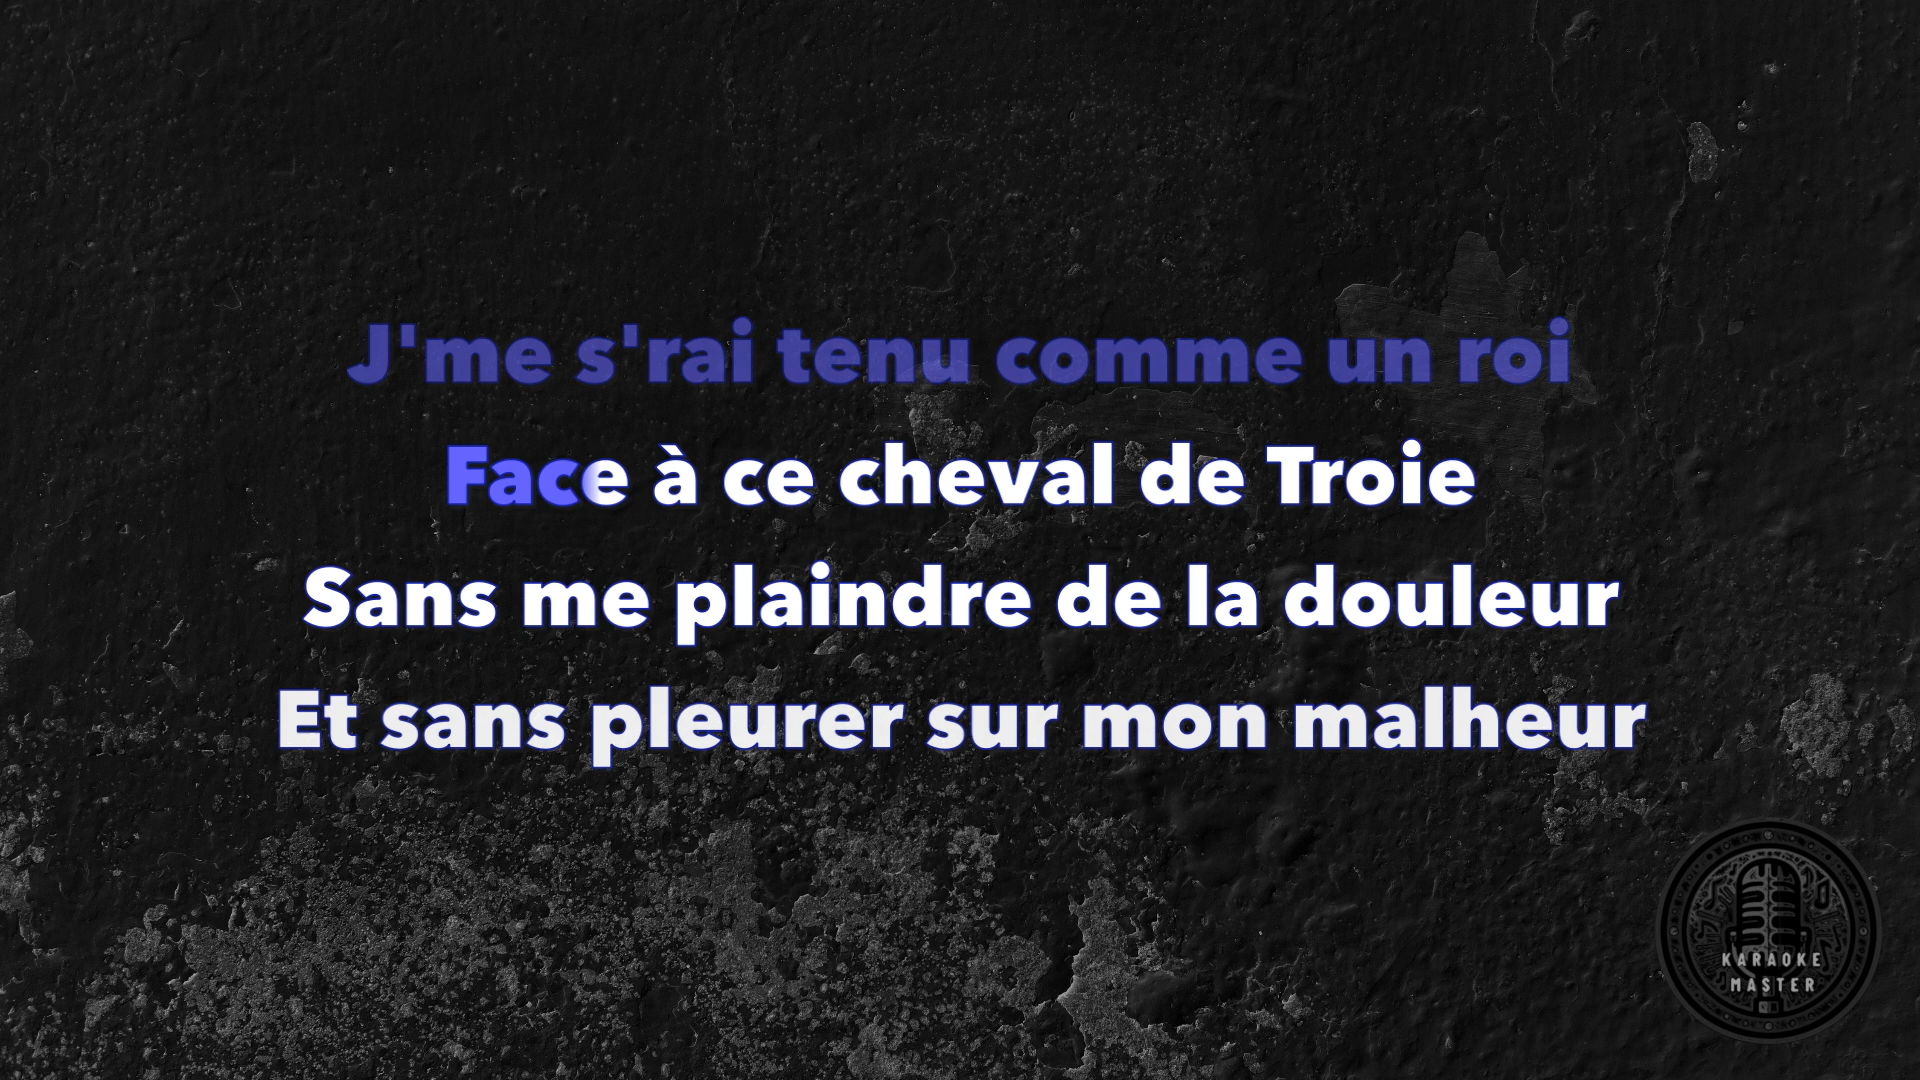 J'me s'rai tenu comme un roi
Face à ce cheval de Troie
Sans me plaindre de la douleur
Et sans pleurer sur mon malheur
KARAOKE
MASTER